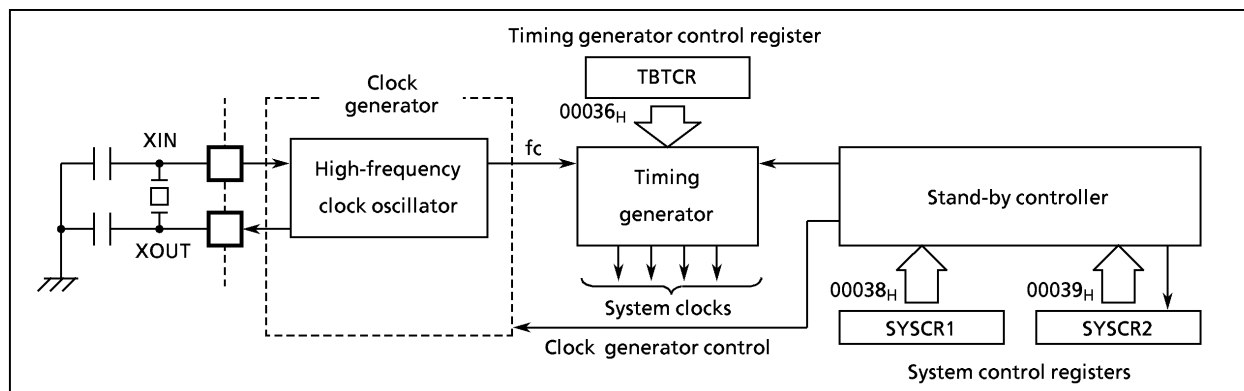 Timing generator control register
TBTCR
00036H
Clock
generator
XIN
High-frequency
clock oscillator
XOUT
fc
Timing
generator
System clocks
Stand-by controller
00038H
00039H
SYSCR1
SYSCR2
Clock generator control
System control registers